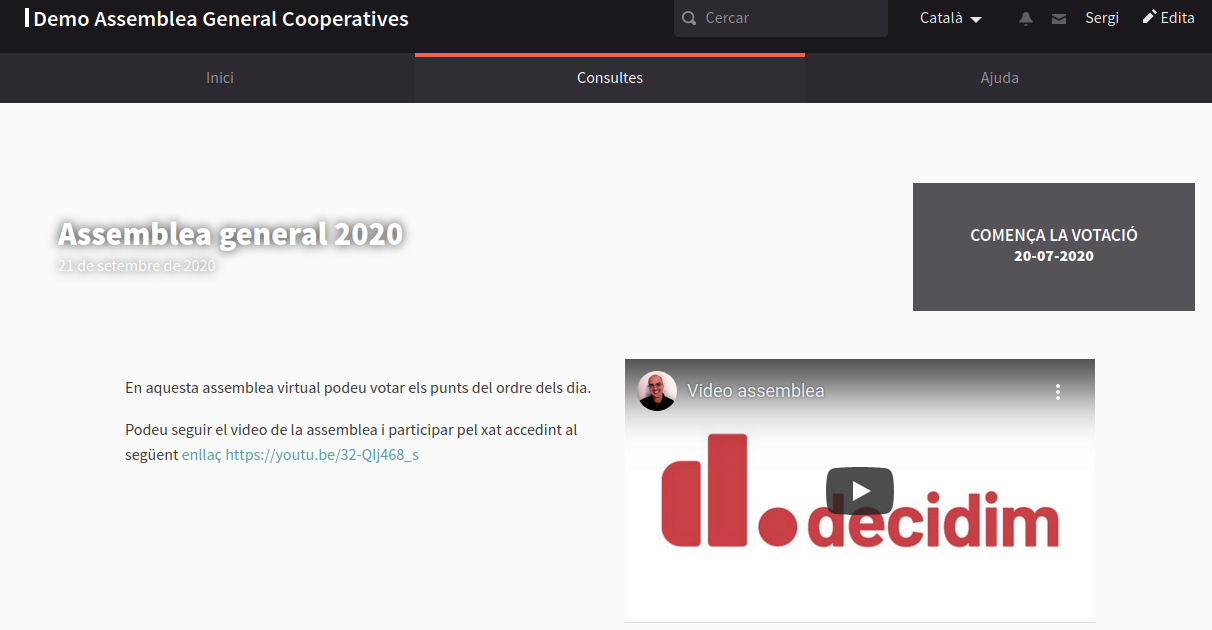 Demo Assemblea General Cooperatives
Cercar
Català
Sergi
Edita
Inici
Consultes
Ajuda
Assemblea general 2020
21 de setembre de 2020
COMENÇA LA VOTACIÓ
20-07-2020
En aquesta assemblea virtual podeu votar els punts del ordre dels dia.
Podeu seguir el video de la assemblea i participar pel xat accedint al
següent enllaç https://youtu.be/32-QIj468_s
Video assemblea
decidim